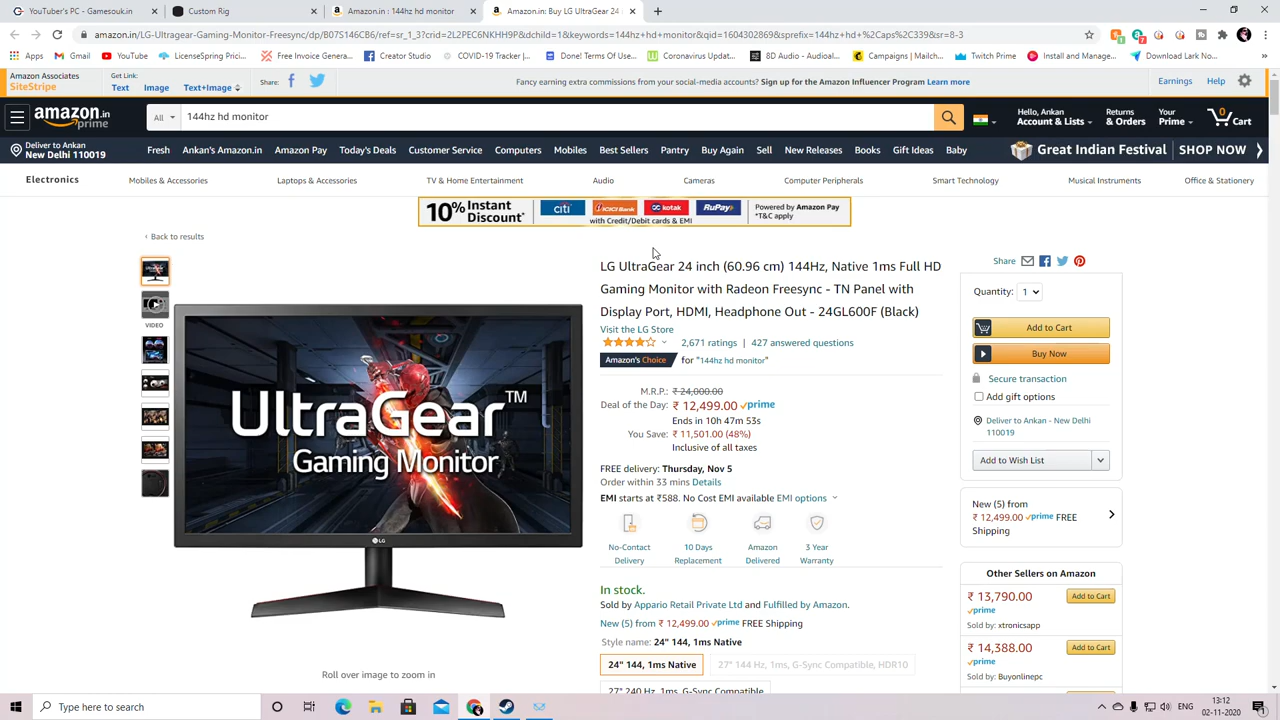 YouTube's PC - Gamesouk.in
Custom Rig
Amazon.in : 144hz hd monitor
Amazon.in: Buy LG UltraGear 24
amazon.in/LG-Ultragear-Gaming-Monitor-Freesync/dp/B07S146CB6/ref=sr_1_3?crid=2L2PEC6NKHH9P&dchild=1&keywords=144hz+hd+monitor&qid=1604302869&sprefix=144hz+hd+%2Caps%2C339&sr=8-3
Apps
Gmail
YouTube
LicenseSpring Pricing...
Free Invoice Genera...
Creator Studio
COVID-19 Tracker |...
Done! Terms Of Use...
Coronavirus Updat...
8D Audio - Audioal...
Campaigns | Mailch...
Twitch Prime
Install and Manage...
Download Lark No...
Amazon Associates
SiteStripe
Get Link:
Text
Image
Text+Image
Share:
Fancy earning extra commissions from your social-media accounts? Sign up for the Amazon Influencer Program Learn more
Earnings
Help
amazon.in
prime
All
144hz hd monitor
Hello, Ankan
Account & Lists
Returns
& Orders
Your
Prime
0
Cart
Deliver to Ankan
New Delhi 110019
Fresh
Ankan's Amazon.in
Amazon Pay
Today's Deals
Customer Service
Computers
Mobiles
Best Sellers
Pantry
Buy Again
Sell
New Releases
Books
Gift Ideas
Baby
Great Indian Festival
SHOP NOW
Electronics
Mobiles & Accessories
Laptops & Accessories
TV & Home Entertainment
Audio
Cameras
Computer Peripherals
Smart Technology
Musical Instruments
Office & Stationery
10% Instant Discount*
citi
ICICI Bank
kotak
RuPay
with Credit/Debit cards & EMI
Powered by Amazon Pay
*T&C apply
‹ Back to results
VIDEO
UltraGear™
Gaming Monitor
LG
Roll over image to zoom in
LG UltraGear 24 inch (60.96 cm) 144Hz, Native 1ms Full HD
Gaming Monitor with Radeon Freesync - TN Panel with
Display Port, HDMI, Headphone Out - 24GL600F (Black)
Visit the LG Store
2,671 ratings | 427 answered questions
Amazon's Choice for "144hz hd monitor"
M.R.P.: ₹ 24,000.00
Deal of the Day: ₹ 12,499.00 prime
Ends in 10h 47m 53s
You Save: ₹ 11,501.00 (48%)
Inclusive of all taxes
FREE delivery: Thursday, Nov 5
Order within 33 mins Details
EMI starts at ₹588. No Cost EMI available EMI options
No-Contact
Delivery
10 Days
Replacement
Amazon
Delivered
3 Year
Warranty
In stock.
Sold by Appario Retail Private Ltd and Fulfilled by Amazon.
New (5) from ₹ 12,499.00 prime FREE Shipping
Style name: 24" 144, 1ms Native
24" 144, 1ms Native
27" 144 Hz, 1ms, G-Sync Compatible, HDR10
27" 240 Hz, 1ms, G-Sync Compatible
Share
Quantity: 1
Add to Cart
Buy Now
Secure transaction
Add gift options
Deliver to Ankan - New Delhi
110019
Add to Wish List
New (5) from
₹ 12,499.00 prime FREE
Shipping
Other Sellers on Amazon
₹ 13,790.00
Add to Cart
prime
Sold by: xtronicsapp
₹ 14,388.00
Add to Cart
prime
Sold by: Buyonlinepc
Type here to search
ENG
13:12
02-11-2020